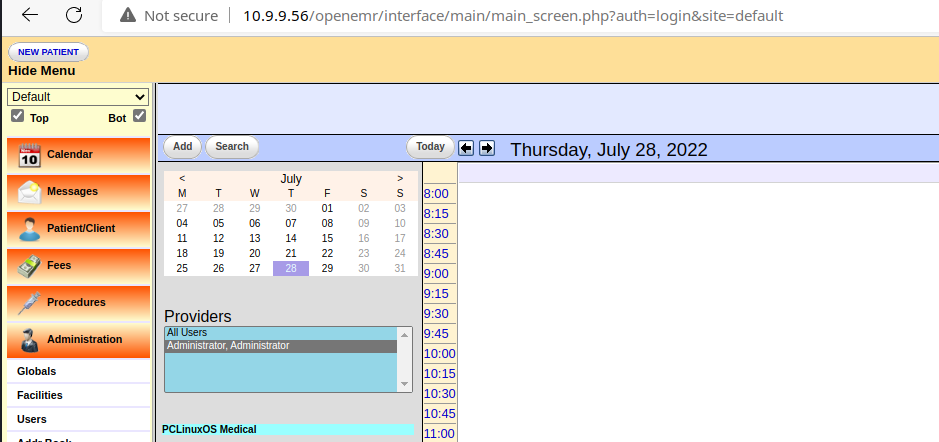 Not secure 10.9.9.56/openemr/interface/main/main_screen.php?auth=login&site=default
NEW PATIENT
Hide Menu
Default
Top Bot
Calendar
Messages
Patient/Client
Fees
Procedures
Administration
Globals
Facilities
Users
Add Search Today Thursday, July 28, 2022
< July >
M T W T F S S
27 28 29 30 01 02 03
04 05 06 07 08 09 10
11 12 13 14 15 16 17
18 19 20 21 22 23 24
25 26 27 28 29 30 31
Providers
All Users
Administrator, Administrator
PCLinuxOS Medical
8:00
8:15
8:30
8:45
9:00
9:15
9:30
9:45
10:00
10:15
10:30
10:45
11:00